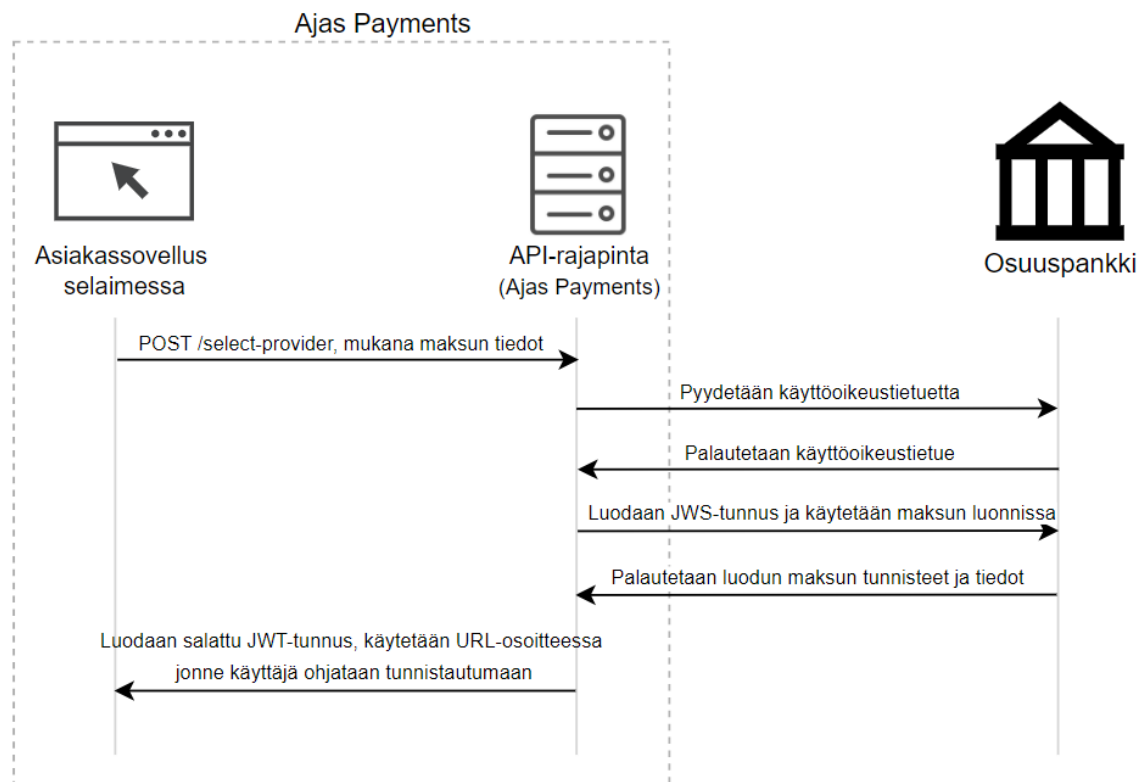 Ajas Payments
Asiakassovellus
selaimessa
API-rajapinta
(Ajas Payments)
Osuuspankki
POST /select-provider, mukana maksun tiedot
Pyydetään käyttöoikeustietuetta
Palautetaan käyttöoikeustietue
Luodaan JWS-tunnus ja käytetään maksun luonnissa
Palautetaan luodun maksun tunnisteet ja tiedot
Luodaan salattu JWT-tunnus, käytetään URL-osoitteessa
jonne käyttäjä ohjataan tunnistautumaan